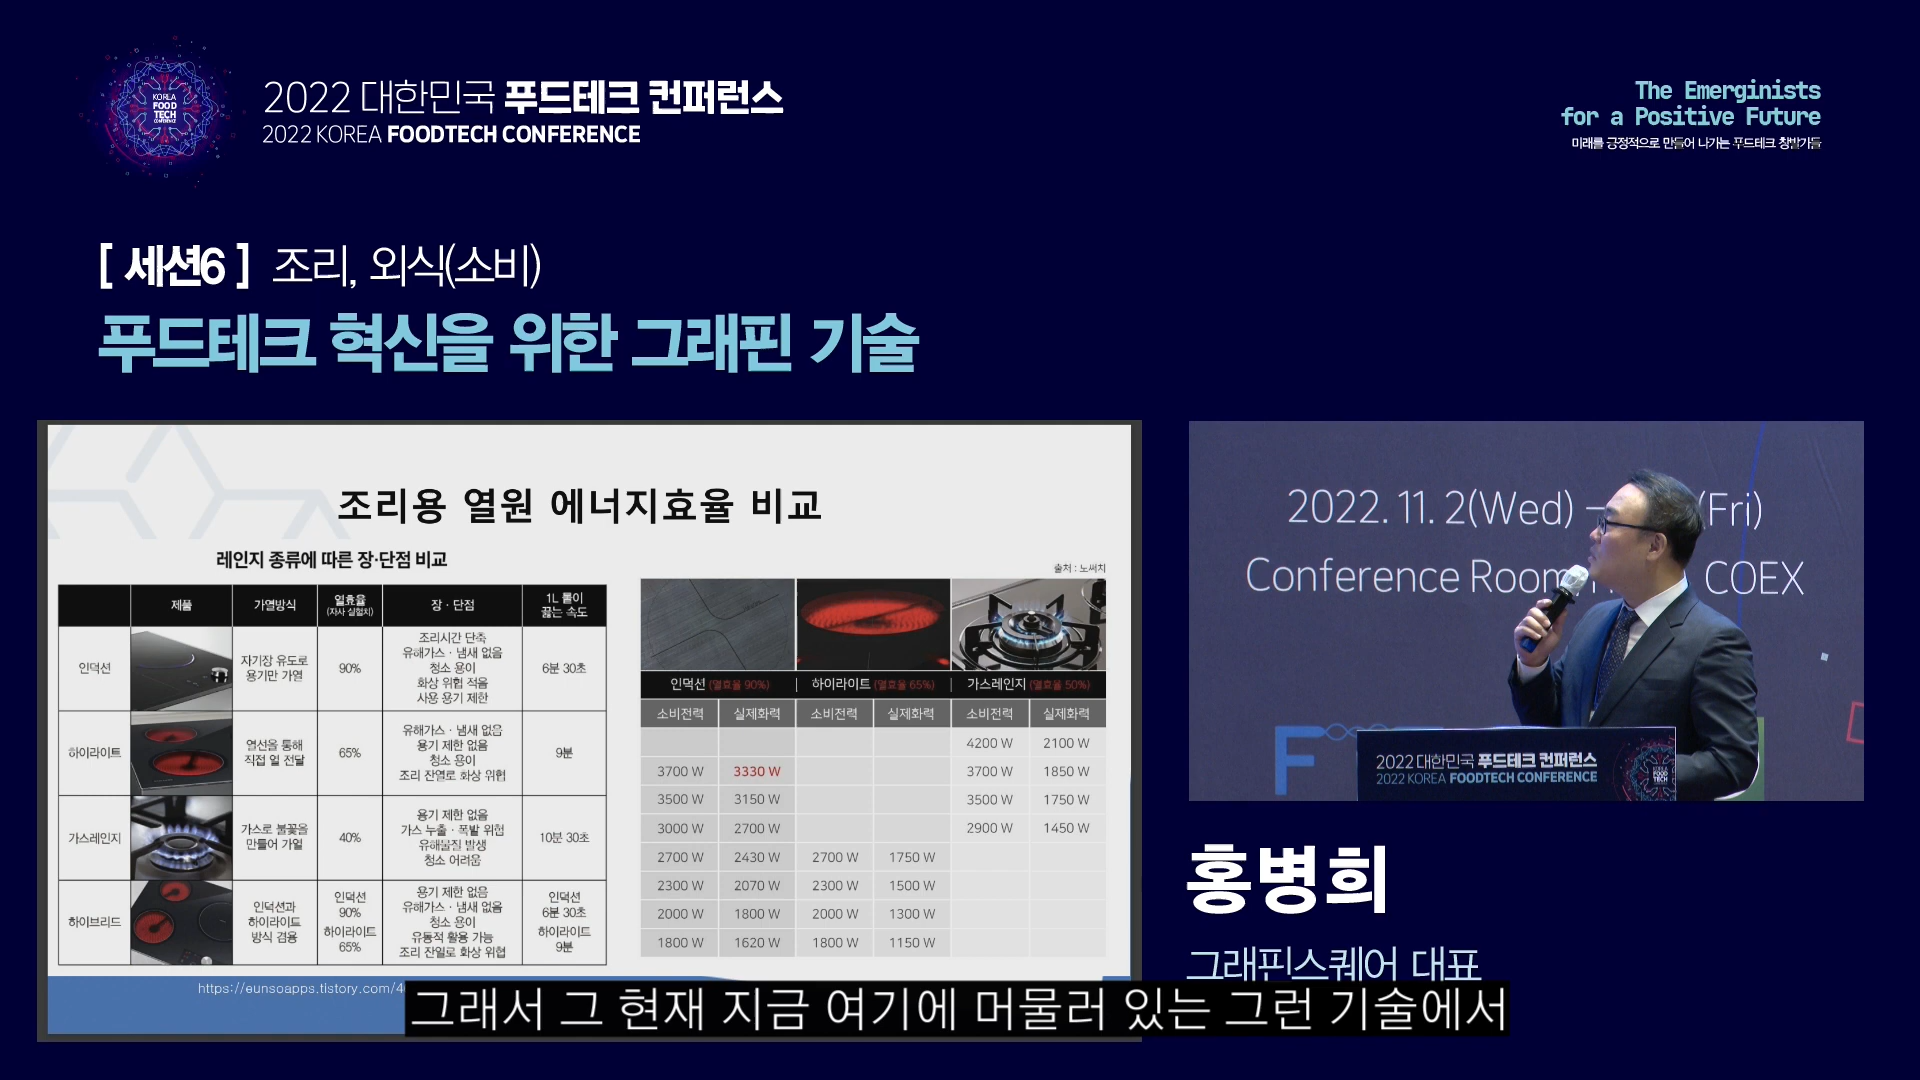 KOREA
FOOD
TECH
CONFERENCE
2022 대한민국 푸드테크 컨퍼런스
2022 KOREA FOODTECH CONFERENCE
The Emerginists
for a Positive Future
미래를 긍정적으로 만들어 나가는 푸드테크 창발가들
[ 세션6 ] 조리, 외식(소비)
푸드테크 혁신을 위한 그래핀 기술
조리용 열원 에너지효율 비교
레인지 종류에 따른 장·단점 비교
제품 가열방식 열효율 (자사 실험치) 장 · 단점 1L 물이 끓는 속도
인덕션 자기장 유도로 용기만 가열 90% 조리시간 단축 유해가스 · 냄새 없음 청소 용이 화상 위험 적음 사용 용기 제한 6분 30초
하이라이트 열선을 통해 직접 열 전달 65% 유해가스 · 냄새 없음 용기 제한 없음 청소 용이 조리 잔열로 화상 위험 9분
가스레인지 가스로 불꽃을 만들어 가열 40% 용기 제한 없음 가스 누출 · 폭발 위험 유해물질 발생 청소 어려움 10분 30초
하이브리드 인덕션과 하이라이트 방식 겸용 인덕션 90% 하이라이트 65% 용기 제한 없음 유해가스 · 냄새 없음 청소 용이 유동적 활용 가능 조리 잔열로 화상 위험 인덕션 6분 30초 하이라이트 9분
출처 : 노써치
인덕션 (열효율 90%) | 하이라이트 (열효율 65%) | 가스레인지 (열효율 50%)
소비전력 실제화력 소비전력 실제화력 소비전력 실제화력
4200 W 2100 W
3700 W 3330 W 3700 W 1850 W
3500 W 3150 W 3500 W 1750 W
3000 W 2700 W 2900 W 1450 W
2700 W 2430 W 2700 W 1750 W
2300 W 2070 W 2300 W 1500 W
2000 W 1800 W 2000 W 1300 W
1800 W 1620 W 1800 W 1150 W
https://eunsoapps.tistory.com/4
2022. 11. 2(Wed) – (Fri)
Conference Room COEX
F
2022 대한민국 푸드테크 컨퍼런스
2022 KOREA FOODTECH CONFERENCE
홍병희
그래핀스퀘어 대표
그래서 그 현재 지금 여기에 머물러 있는 그런 기술에서